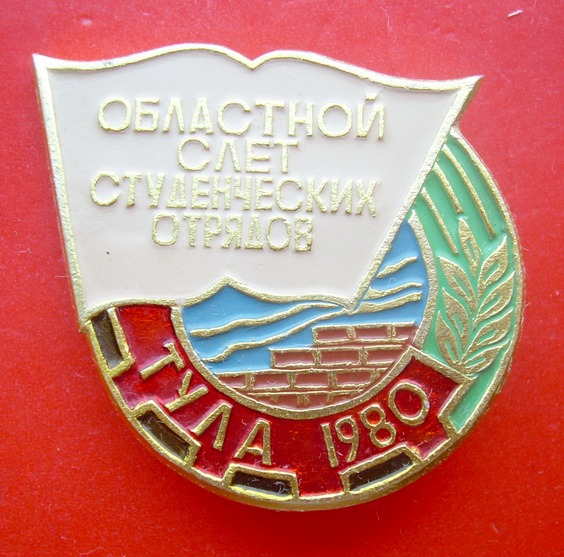 ОБЛАСТНОЙ
СЛЕТ
СТУДЕНЧЕСКИХ
ОТРЯДОВ
ТУЛА 1980